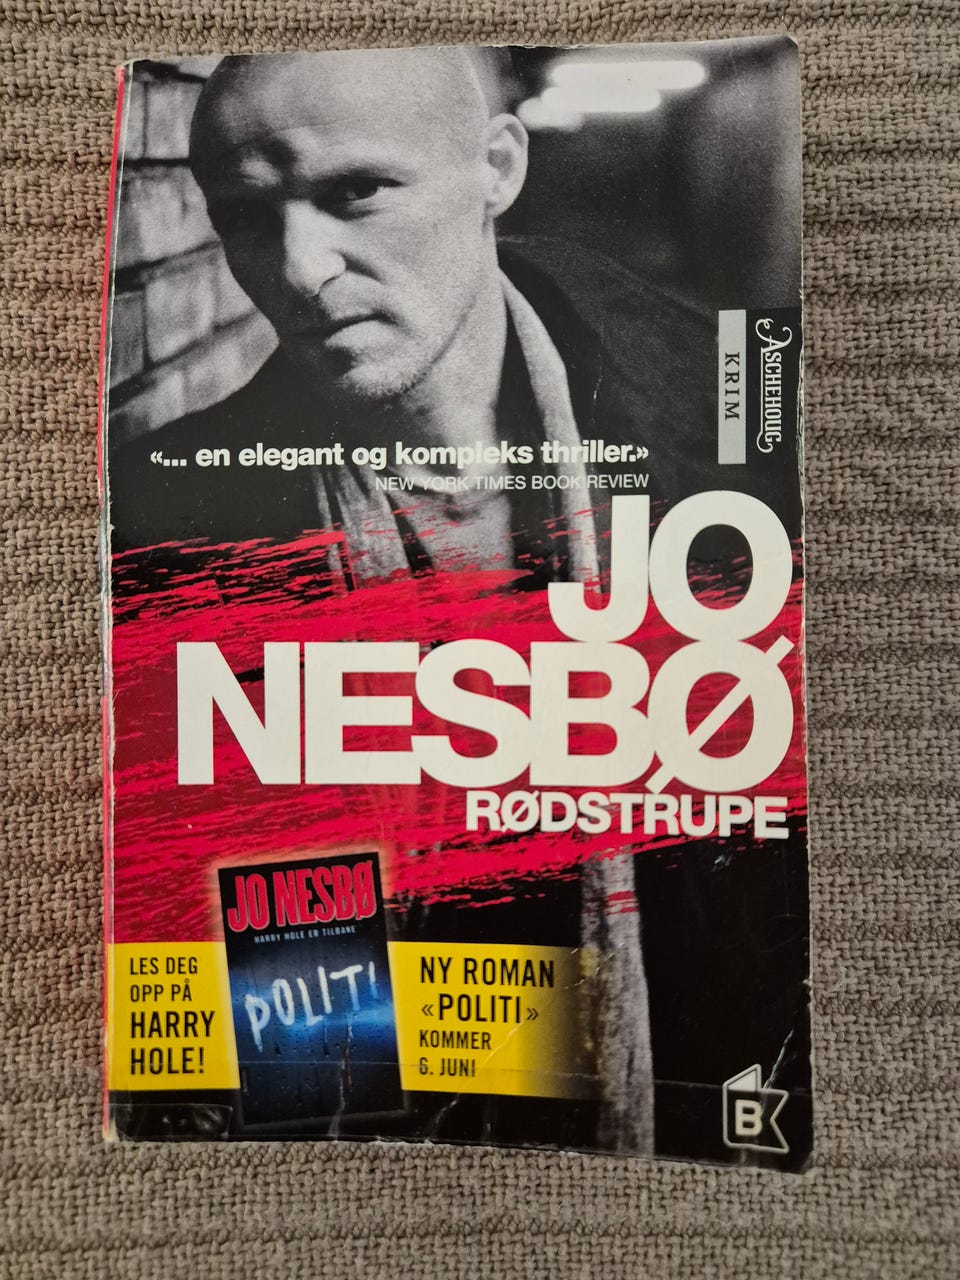 ASCHEHOUG
KRIM
«... en elegant og kompleks thriller.»
NEW YORK TIMES BOOK REVIEW
JO
NESBØ
RØDSTRUPE
JO NESBØ
HARRY HOLE ER TILBAKE
POLITI
LES DEG
OPP PÅ
HARRY
HOLE!
NY ROMAN
«POLITI»
KOMMER
6. JUNI
B